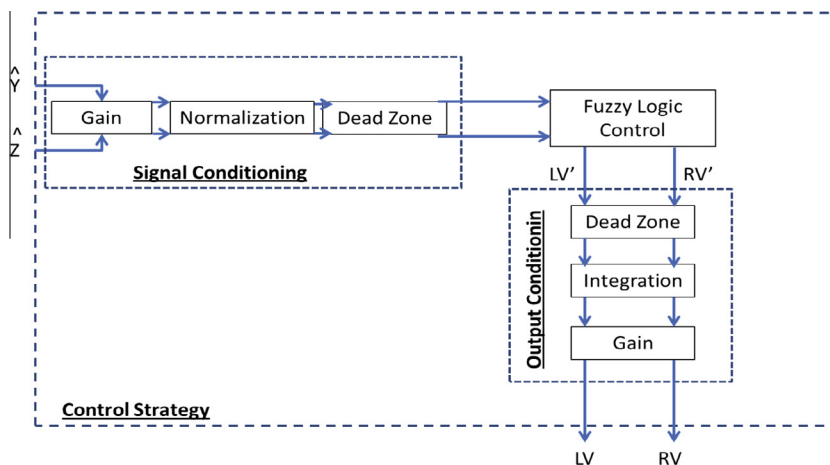 Ŷ
Gain
Normalization
Dead Zone
Ẑ
Signal Conditioning
Fuzzy Logic
Control
LV’
RV’
Dead Zone
Integration
Gain
Output Conditionin
Control Strategy
LV
RV